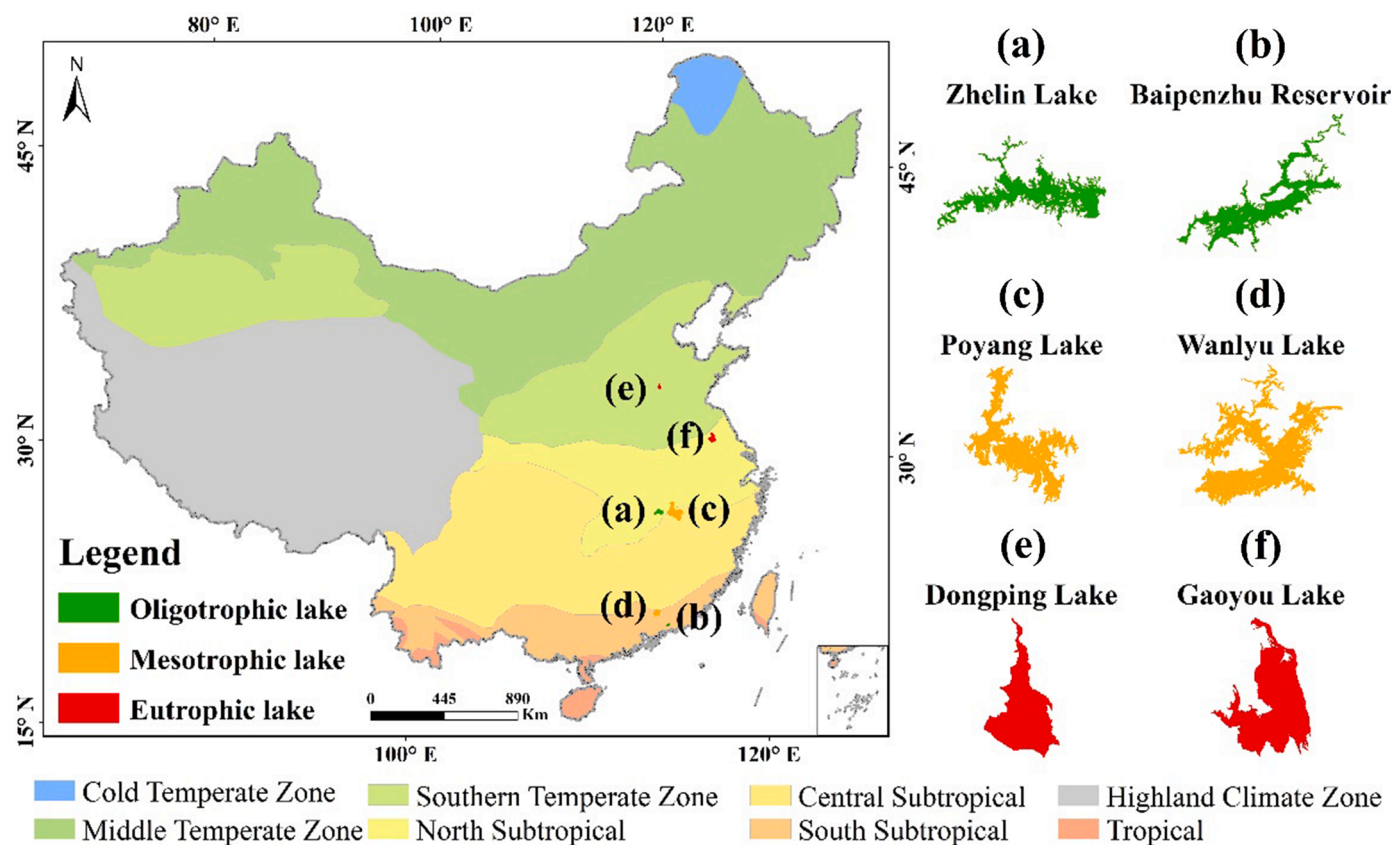 80° E 100° E 120° E
N
45° N
30° N
15° N
45° N
30° N
100° E 120° E
(e)
(f)
(a) (c)
(d) (b)
Legend
Oligotrophic lake
Mesotrophic lake
Eutrophic lake
0 445 890
Km
(a) (b)
Zhelin Lake Baipenzhu Reservoir
(c) (d)
Poyang Lake Wanlyu Lake
(e) (f)
Dongping Lake Gaoyou Lake
Cold Temperate Zone Southern Temperate Zone Central Subtropical Highland Climate Zone
Middle Temperate Zone North Subtropical South Subtropical Tropical